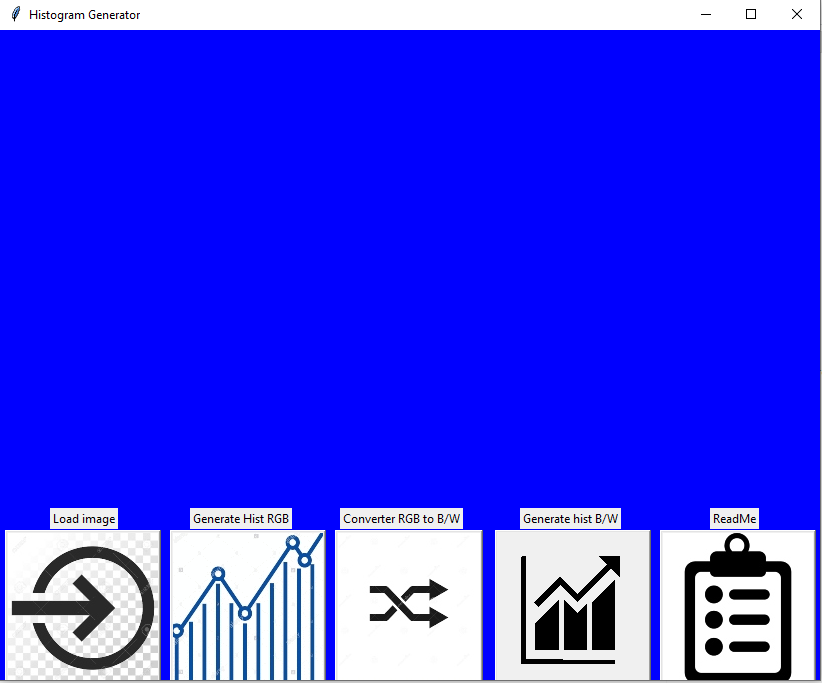 Histogram Generator
Load image
Generate Hist RGB
Converter RGB to B/W
Generate hist B/W
ReadMe